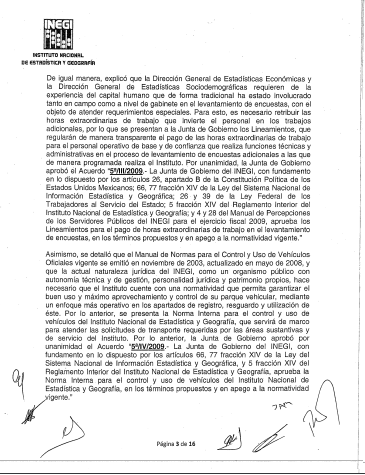 INEGI
INSTITUTO NACIONAL
DE ESTADÍSTICA Y GEOGRAFÍA
De igual manera, explicó que la Dirección General de Estadísticas Económicas y
la Dirección General de Estadísticas Sociodemográficas requieren de la
experiencia del capital humano que de forma tradicional ha estado involucrado
tanto en campo como a nivel de gabinete en el levantamiento de encuestas, con el
objeto de atender requerimientos especiales. Para esto, es necesario retribuir las
horas extraordinarias de trabajo que invierte el personal en los trabajos
adicionales, por lo que se presentan a la Junta de Gobierno los Lineamientos, que
regularán de manera transparente el pago de las horas extraordinarias de trabajo
para el personal operativo de base y de confianza que realiza funciones técnicas y
administrativas en el proceso de levantamiento de encuestas adicionales a las que
de manera programada realiza el Instituto. Por unanimidad, la Junta de Gobierno
aprobó el Acuerdo "5ª/III/2009.- La Junta de Gobierno del INEGI, con fundamento
en lo dispuesto por los artículos 26, apartado B de la Constitución Política de los
Estados Unidos Mexicanos; 66, 77 fracción XIV de la Ley del Sistema Nacional de
Información Estadística y Geográfica; 26 y 39 de la Ley Federal de los
Trabajadores al Servicio del Estado; 5 fracción XIV del Reglamento Interior del
Instituto Nacional de Estadística y Geografía; y 4 y 28 del Manual de Percepciones
de los Servidores Públicos del INEGI para el ejercicio fiscal 2009, aprueba los
Lineamientos para el pago de horas extraordinarias de trabajo en el levantamiento
de encuestas, en los términos propuestos y en apego a la normatividad vigente."
Asimismo, se detalló que el Manual de Normas para el Control y Uso de Vehículos
Oficiales vigente se emitió en noviembre de 2003, actualizado en mayo de 2006, y
que la actual naturaleza jurídica del INEGI, como un organismo público con
autonomía técnica y de gestión, personalidad jurídica y patrimonio propios, hace
necesario que el Instituto cuente con una normatividad que permita garantizar el
buen uso y máximo aprovechamiento y control de su parque vehicular, mediante
un enfoque más operativo en los apartados de registro, resguardo y utilización de
éste. Por lo anterior, se presenta la Norma Interna para el control y uso de
vehículos del Instituto Nacional de Estadística y Geografía, que servirá de marco
para atender las solicitudes de transporte requeridas por las áreas sustantivas y
de servicio del Instituto. Por lo anterior, la Junta de Gobierno aprobó por
unanimidad el Acuerdo "5ª/IV/2009.- La Junta de Gobierno del INEGI, con
fundamento en lo dispuesto por los artículos 66, 77 fracción XIV de la Ley del
Sistema Nacional de Información Estadística y Geográfica, y 5 fracción XIV del
Reglamento Interior del Instituto Nacional de Estadística y Geografía, aprueba la
Norma Interna para el control y uso de vehículos del Instituto Nacional de
Estadística y Geografía, en los términos propuestos y en apego a la normatividad
vigente."
Página 3 de 16